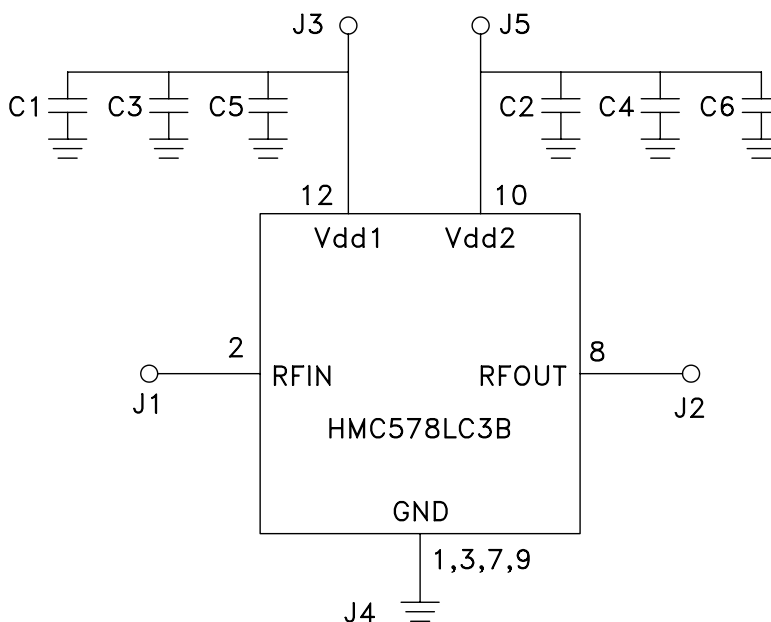 J3 J5
C1 C3 C5 C2 C4 C6
12 10
Vdd1 Vdd2
2 8
RFIN RFOUT
J1 J2
HMC578LC3B
GND
1,3,7,9
J4